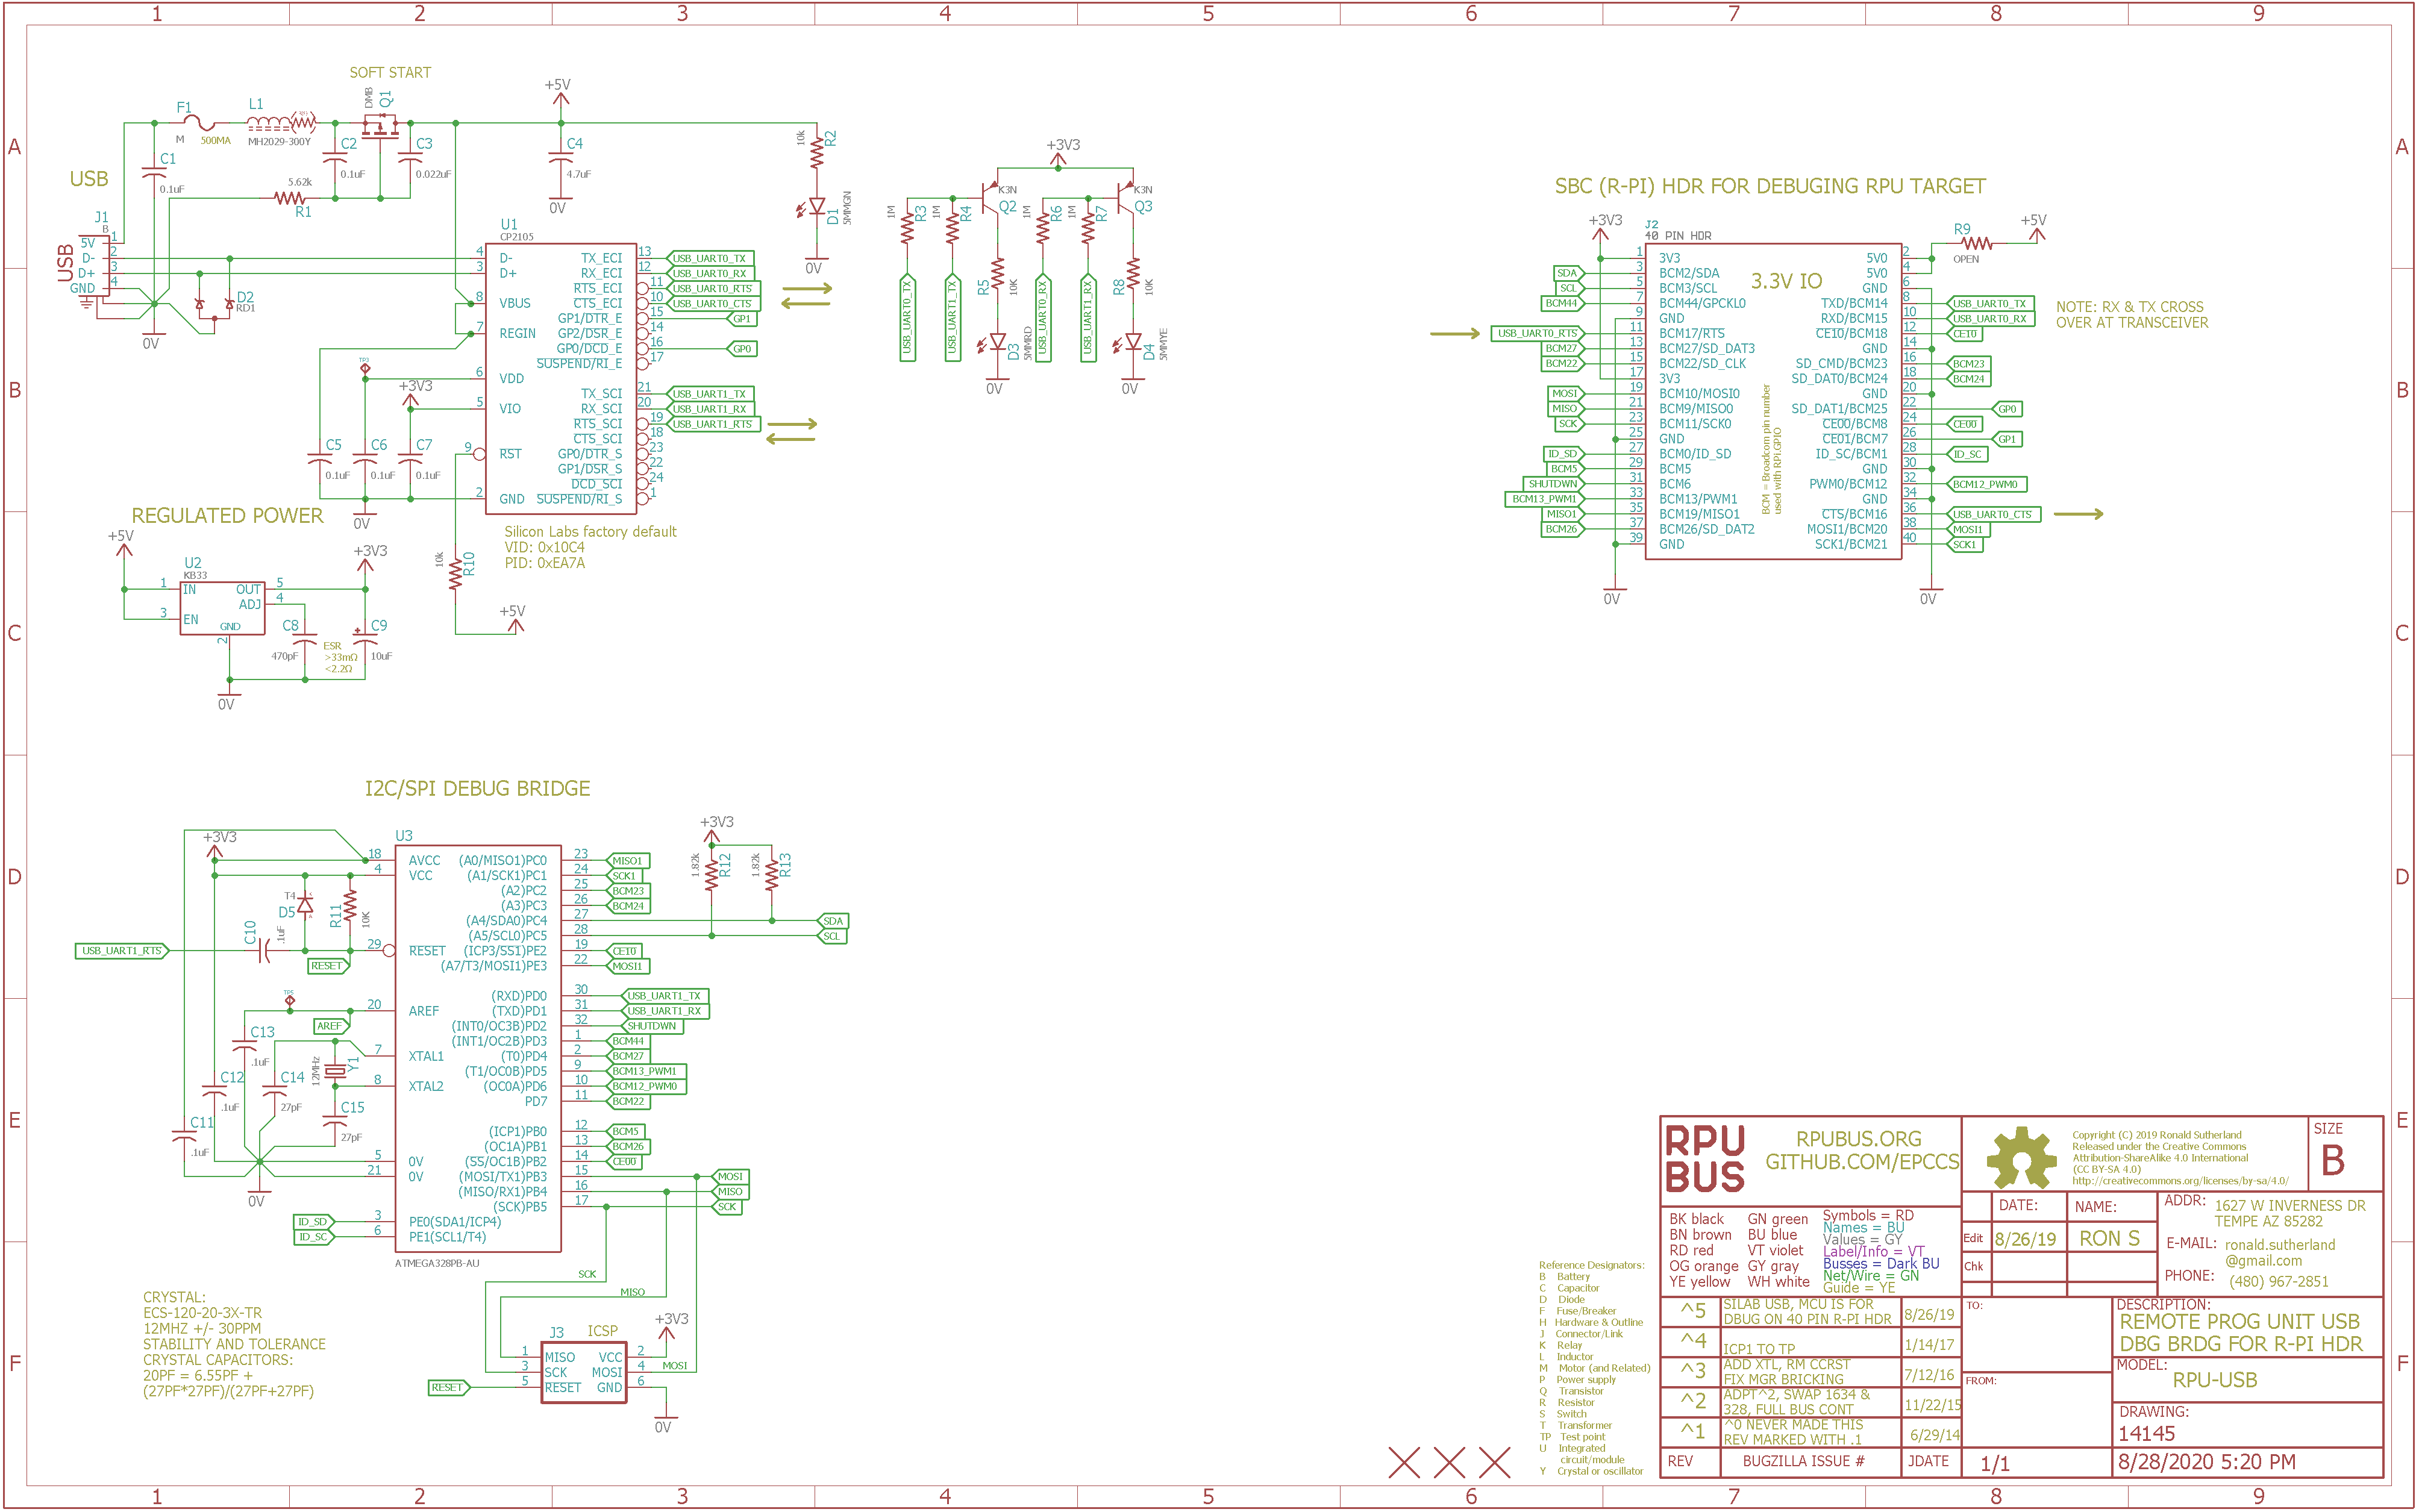 1 2 3 4 5 6 7 8 9
A A
B B
C C
D D
E E
F F
SOFT START
F1
M
500MA
L1
MH2029-300Y
DMB
Q1
+5V
C1
0.1uF
C2
0.1uF
C3
0.022uF
C4
4.7uF
0V
5.62k
R1
10k
R2
D1
5MMGN
0V
USB
J1
B
USB
5V 1
D- 2
D+ 3
GND 4
D2
RD1
0V
U1
CP2105
4 D-
3 D+
8 VBUS
7 REGIN
6 VDD
5 VIO
9 RST
2 GND
TX_ECI 13 USB_UART0_TX
RX_ECI 12 USB_UART0_RX
RTS_ECI 11 USB_UART0_RTS
CTS_ECI 10 USB_UART0_CTS
GP1/DTR_E 15 GP1
GP2/DSR_E 14
GP0/DCD_E 16 GP0
SUSPEND/RI_E 17
TX_SCI 21 USB_UART1_TX
RX_SCI 20 USB_UART1_RX
RTS_SCI 19 USB_UART1_RTS
CTS_SCI 18
GP0/DTR_S 23
GP1/DSR_S 22
DCD_SCI 24
SUSPEND/RI_S 1
TP3
+3V3
C5
0.1uF
C6
0.1uF
C7
0.1uF
0V
Silicon Labs factory default
VID: 0x10C4
PID: 0xEA7A
10k
R10
+5V
+3V3
K3N
Q2
K3N
Q3
1M
R3
1M
R4
1M
R6
1M
R7
USB_UART0_TX
USB_UART1_TX
USB_UART0_RX
USB_UART1_RX
R5
10K
R8
10K
D3
5MMRD
D4
5MMYE
0V
0V
REGULATED POWER
+5V
+3V3
U2
KB33
1 IN
3 EN
OUT 5
ADJ 4
GND
2
C8
470pF
ESR
>33mΩ
<2.2Ω
C9
10uF
0V
SBC (R-PI) HDR FOR DEBUGING RPU TARGET
+3V3
J2
40 PIN HDR
R9
OPEN
+5V
3.3V IO
BCM = Broadcom pin number
used with RPi.GPIO
1 3V3
SDA 3 BCM2/SDA
SCL 5 BCM3/SCL
BCM44 7 BCM44/GPCKL0
9 GND
USB_UART0_RTS 11 BCM17/RTS
BCM27 13 BCM27/SD_DAT3
BCM22 15 BCM22/SD_CLK
17 3V3
MOSI 19 BCM10/MOSI0
MISO 21 BCM9/MISO0
SCK 23 BCM11/SCK0
25 GND
ID_SD 27 BCM0/ID_SD
BCM5 29 BCM5
SHUTDWN 31 BCM6
BCM13_PWM1 33 BCM13/PWM1
MISO1 35 BCM19/MISO1
BCM26 37 BCM26/SD_DAT2
39 GND
5V0 2
5V0 4
GND 6
TXD/BCM14 8 USB_UART0_TX
RXD/BCM15 10 USB_UART0_RX
CE10/BCM18 12 CE10
GND 14
SD_CMD/BCM23 16 BCM23
SD_DAT0/BCM24 18 BCM24
GND 20
SD_DAT1/BCM25 22 GP0
CE00/BCM8 24 CE00
CE01/BCM7 26 GP1
ID_SC/BCM1 28 ID_SC
GND 30
PWM0/BCM12 32 BCM12_PWM0
GND 34
CTS/BCM16 36 USB_UART0_CTS
MOSI1/BCM20 38 MOSI1
SCK1/BCM21 40 SCK1
0V
0V
NOTE: RX & TX CROSS
OVER AT TRANSCEIVER
I2C/SPI DEBUG BRIDGE
+3V3
U3
18 AVCC
4 VCC
29 RESET
20 AREF
7 XTAL1
8 XTAL2
5 0V
21 0V
ID_SD 3 PE0(SDA1/ICP4)
ID_SC 6 PE1(SCL1/T4)
ATMEGA328PB-AU
(A0/MISO1)PC0 23 MISO1
(A1/SCK1)PC1 24 SCK1
(A2)PC2 25 BCM23
(A3)PC3 26 BCM24
(A4/SDA0)PC4 27 SDA
(A5/SCL0)PC5 28 SCL
(ICP3/SS1)PE2 19 CE10
(A7/T3/MOSI1)PE3 22 MOSI1
(RXD)PD0 30 USB_UART1_TX
(TXD)PD1 31 USB_UART1_RX
(INT0/OC3B)PD2 32 SHUTDWN
(INT1/OC2B)PD3 1 BCM44
(T0)PD4 2 BCM27
(T1/OC0B)PD5 9 BCM13_PWM1
(OC0A)PD6 10 BCM12_PWM0
PD7 11 BCM22
(ICP1)PB0 12 BCM5
(OC1A)PB1 13 BCM26
(SS/OC1B)PB2 14 CE00
(MOSI/TX1)PB3 15 MOSI
(MISO/RX1)PB4 16 MISO
(SCK)PB5 17 SCK
+3V3
1.82k
R12
1.82k
R13
T4
D5
R11
10K
C10
.1uF
USB_UART1_RTS
RESET
TP5
AREF
C13
.1uF
C12
.1uF
C14
27pF
12MHz
Y1
C15
27pF
C11
.1uF
0V
SCK
MISO
MOSI
J3
ICSP
+3V3
1 MISO
3 SCK
5 RESET
VCC 2
MOSI 4
GND 6
RESET
0V
CRYSTAL:
ECS-120-20-3X-TR
12MHZ +/- 30PPM
STABILITY AND TOLERANCE
CRYSTAL CAPACITORS:
20PF = 6.55PF +
(27PF*27PF)/(27PF+27PF)
Reference Designators:
B Battery
C Capacitor
D Diode
F Fuse/Breaker
H Hardware & Outline
J Connector/Link
K Relay
L Inductor
M Motor (and Related)
P Power supply
Q Transistor
R Resistor
S Switch
T Transformer
TP Test point
U Integrated
circuit/module
Y Crystal or oscillator
RPU
BUS
RPUBUS.ORG
GITHUB.COM/EPCCS
Copyright (C) 2019 Ronald Sutherland
Released under the Creative Commons
Attribution-ShareAlike 4.0 International
(CC BY-SA 4.0)
http://creativecommons.org/licenses/by-sa/4.0/
SIZE
B
BK black GN green
BN brown BU blue
RD red VT violet
OG orange GY gray
YE yellow WH white
Symbols = RD
Names = BU
Values = GY
Label/Info = VT
Busses = Dark BU
Net/Wire = GN
Guide = YE
DATE: NAME:
Edit 8/26/19 RON S
Chk
ADDR: 1627 W INVERNESS DR
TEMPE AZ 85282
E-MAIL: ronald.sutherland
@gmail.com
PHONE: (480) 967-2851
^5 SILAB USB, MCU IS FOR
DBUG ON 40 PIN R-PI HDR 8/26/19
^4 ICP1 TO TP 1/14/17
^3 ADD XTL, RM CCRST
FIX MGR BRICKING 7/12/16
^2 ADPT^2, SWAP 1634 &
328, FULL BUS CONT 11/22/15
^1 ^0 NEVER MADE THIS
REV MARKED WITH .1 6/29/14
REV BUGZILLA ISSUE # JDATE
TO:
FROM:
1/1
DESCRIPTION:
REMOTE PROG UNIT USB
DBG BRDG FOR R-PI HDR
MODEL:
RPU-USB
DRAWING:
14145
8/28/2020 5:20 PM
1 2 3 4 5 6 7 8 9